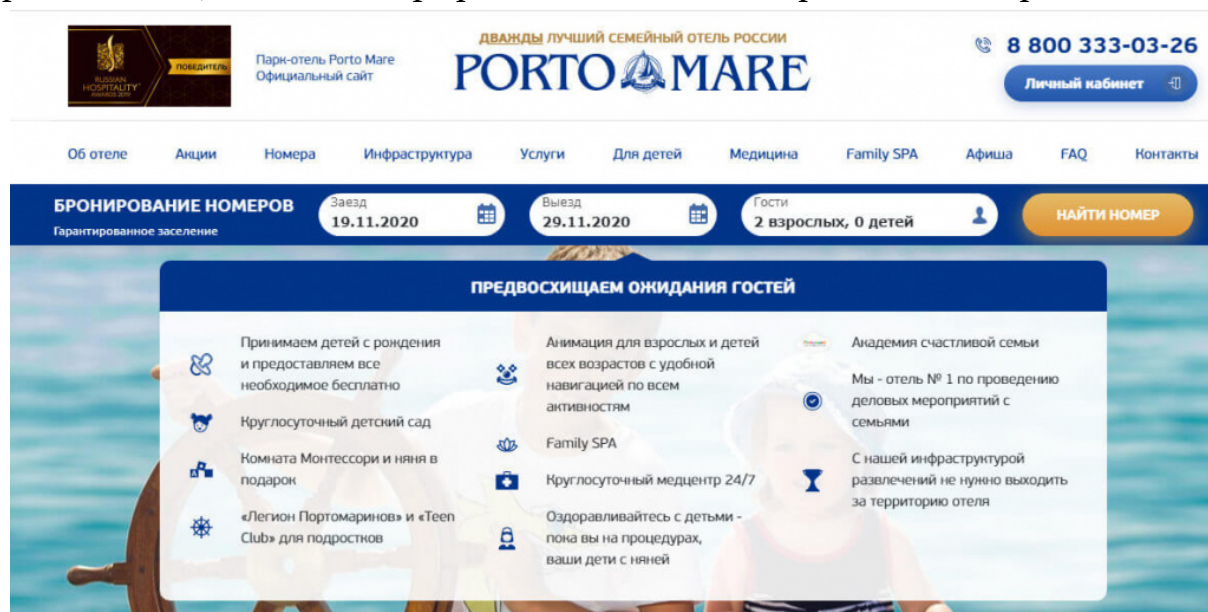 RUSSIAN
HOSPITALITY
AWARDS 2019
ПОБЕДИТЕЛЬ
Парк-отель Porto Mare
Официальный сайт
ДВАЖДЫ ЛУЧШИЙ СЕМЕЙНЫЙ ОТЕЛЬ РОССИИ
PORTO MARE
8 800 333-03-26
Личный кабинет
Об отеле Акции Номера Инфраструктура Услуги Для детей Медицина Family SPA Афиша FAQ Контакты
БРОНИРОВАНИЕ НОМЕРОВ
Гарантированное заселение
Заезд
19.11.2020
Выезд
29.11.2020
Гости
2 взрослых, 0 детей
НАЙТИ НОМЕР
ПРЕДВОСХИЩАЕМ ОЖИДАНИЯ ГОСТЕЙ
Принимаем детей с рождения
и предоставляем все
необходимое бесплатно
Круглосуточный детский сад
Комната Монтессори и няня в
подарок
«Легион Портомаринов» и «Teen
Club» для подростков
Анимация для взрослых и детей
всех возрастов с удобной
навигацией по всем
активностям
Family SPA
Круглосуточный медцентр 24/7
Оздоравливайтесь с детьми -
пока вы на процедурах,
ваши дети с няней
Академия счастливой семьи
Мы - отель № 1 по проведению
деловых мероприятий с
семьями
С нашей инфраструктурой
развлечений не нужно выходить
за территорию отеля